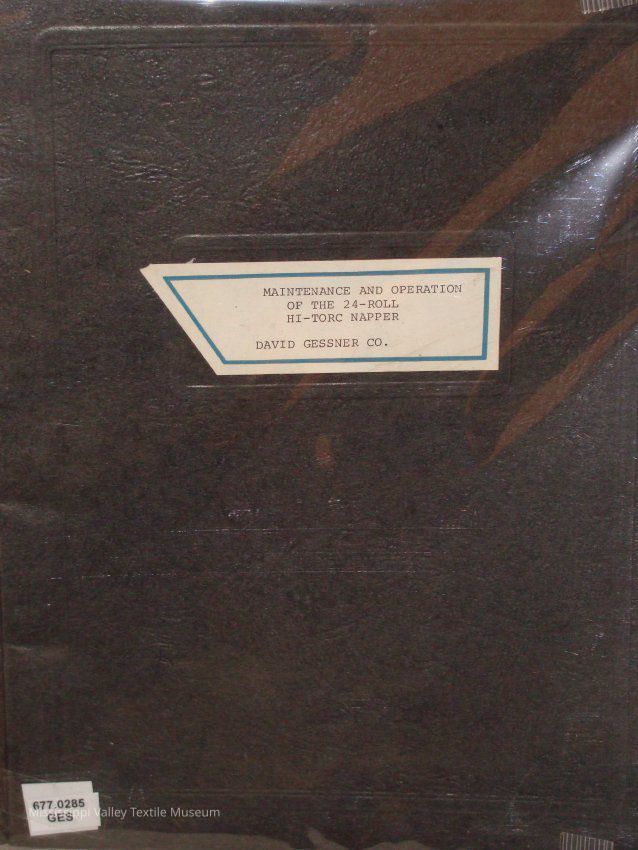 MAINTENANCE AND OPERATION
OF THE 24-ROLL
HI-TORC NAPPER
DAVID GESSNER CO.
677.0285
GES
Mississippi Valley Textile Museum